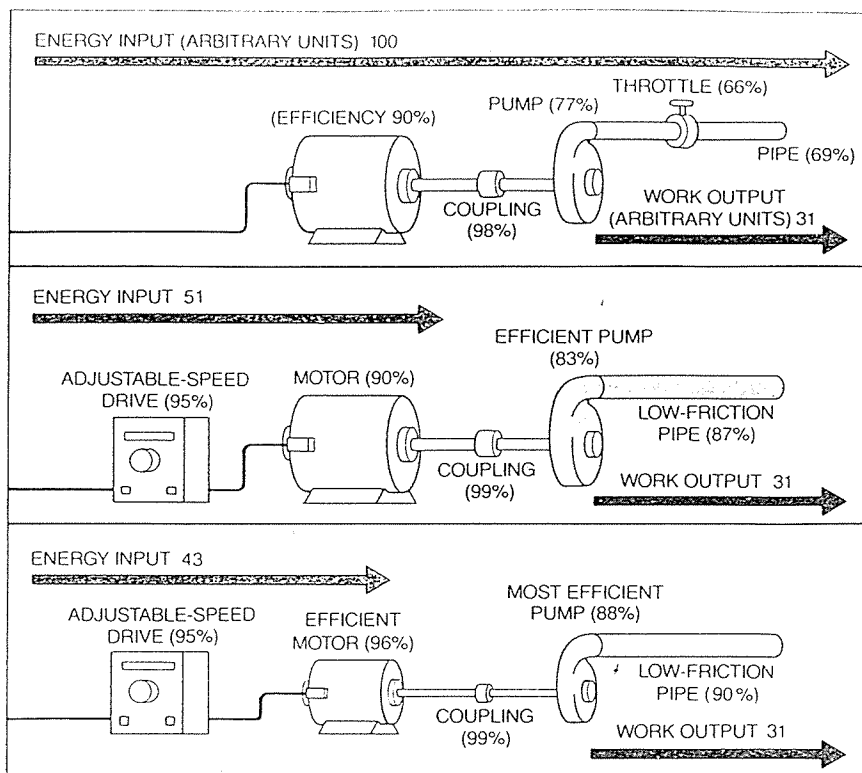 ENERGY INPUT (ARBITRARY UNITS) 100
THROTTLE (66%)
PUMP (77%)
(EFFICIENCY 90%)
PIPE (69%)
COUPLING
(98%)
WORK OUTPUT
(ARBITRARY UNITS) 31
ENERGY INPUT 51
EFFICIENT PUMP
(83%)
ADJUSTABLE-SPEED
DRIVE (95%)
MOTOR (90%)
LOW-FRICTION
PIPE (87%)
COUPLING
(99%)
WORK OUTPUT 31
ENERGY INPUT 43
MOST EFFICIENT
PUMP (88%)
ADJUSTABLE-SPEED
DRIVE (95%)
EFFICIENT
MOTOR (96%)
LOW-FRICTION
PIPE (90%)
COUPLING
(99%)
WORK OUTPUT 31